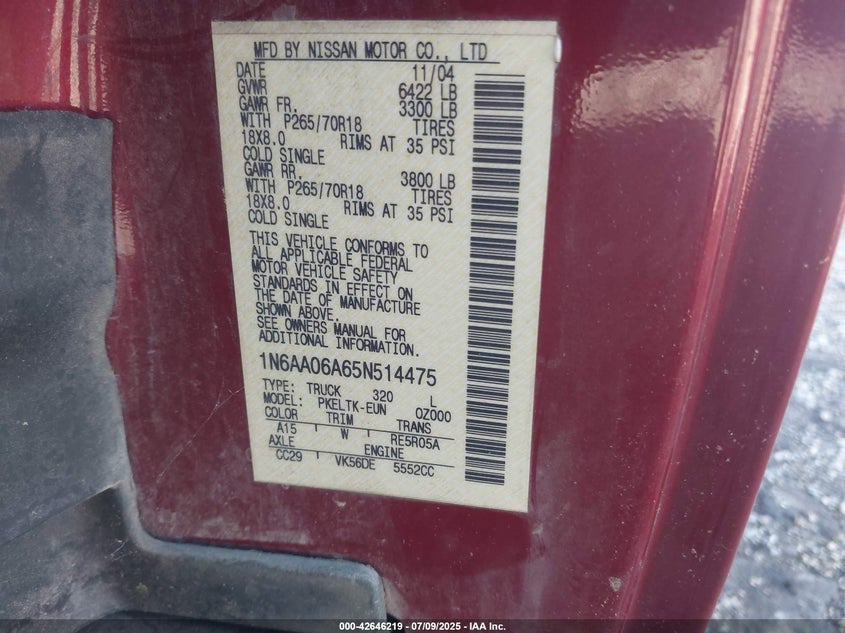 MFD BY NISSAN MOTOR CO., LTD
DATE 11/04
GVWR 6422 LB
GAWR FR. 3300 LB
WITH P265/70R18 TIRES
18X8.0 RIMS AT 35 PSI
COLD SINGLE
GAWR RR. 3800 LB
WITH P265/70R18 TIRES
18X8.0 RIMS AT 35 PSI
COLD SINGLE
THIS VEHICLE CONFORMS TO
ALL APPLICABLE FEDERAL
MOTOR VEHICLE SAFETY
STANDARDS IN EFFECT ON
THE DATE OF MANUFACTURE
SHOWN ABOVE.
SEE OWNERS MANUAL FOR
ADDITIONAL INFORMATION.
1N6AA06A65N514475
TYPE: TRUCK 320 L
MODEL: PKELTK-EUN 0Z000
COLOR TRIM TRANS
A15 W RE5R05A
AXLE ENGINE
CC29 VK56DE 5552CC
000-42646219 - 07/09/2025 - IAA Inc.